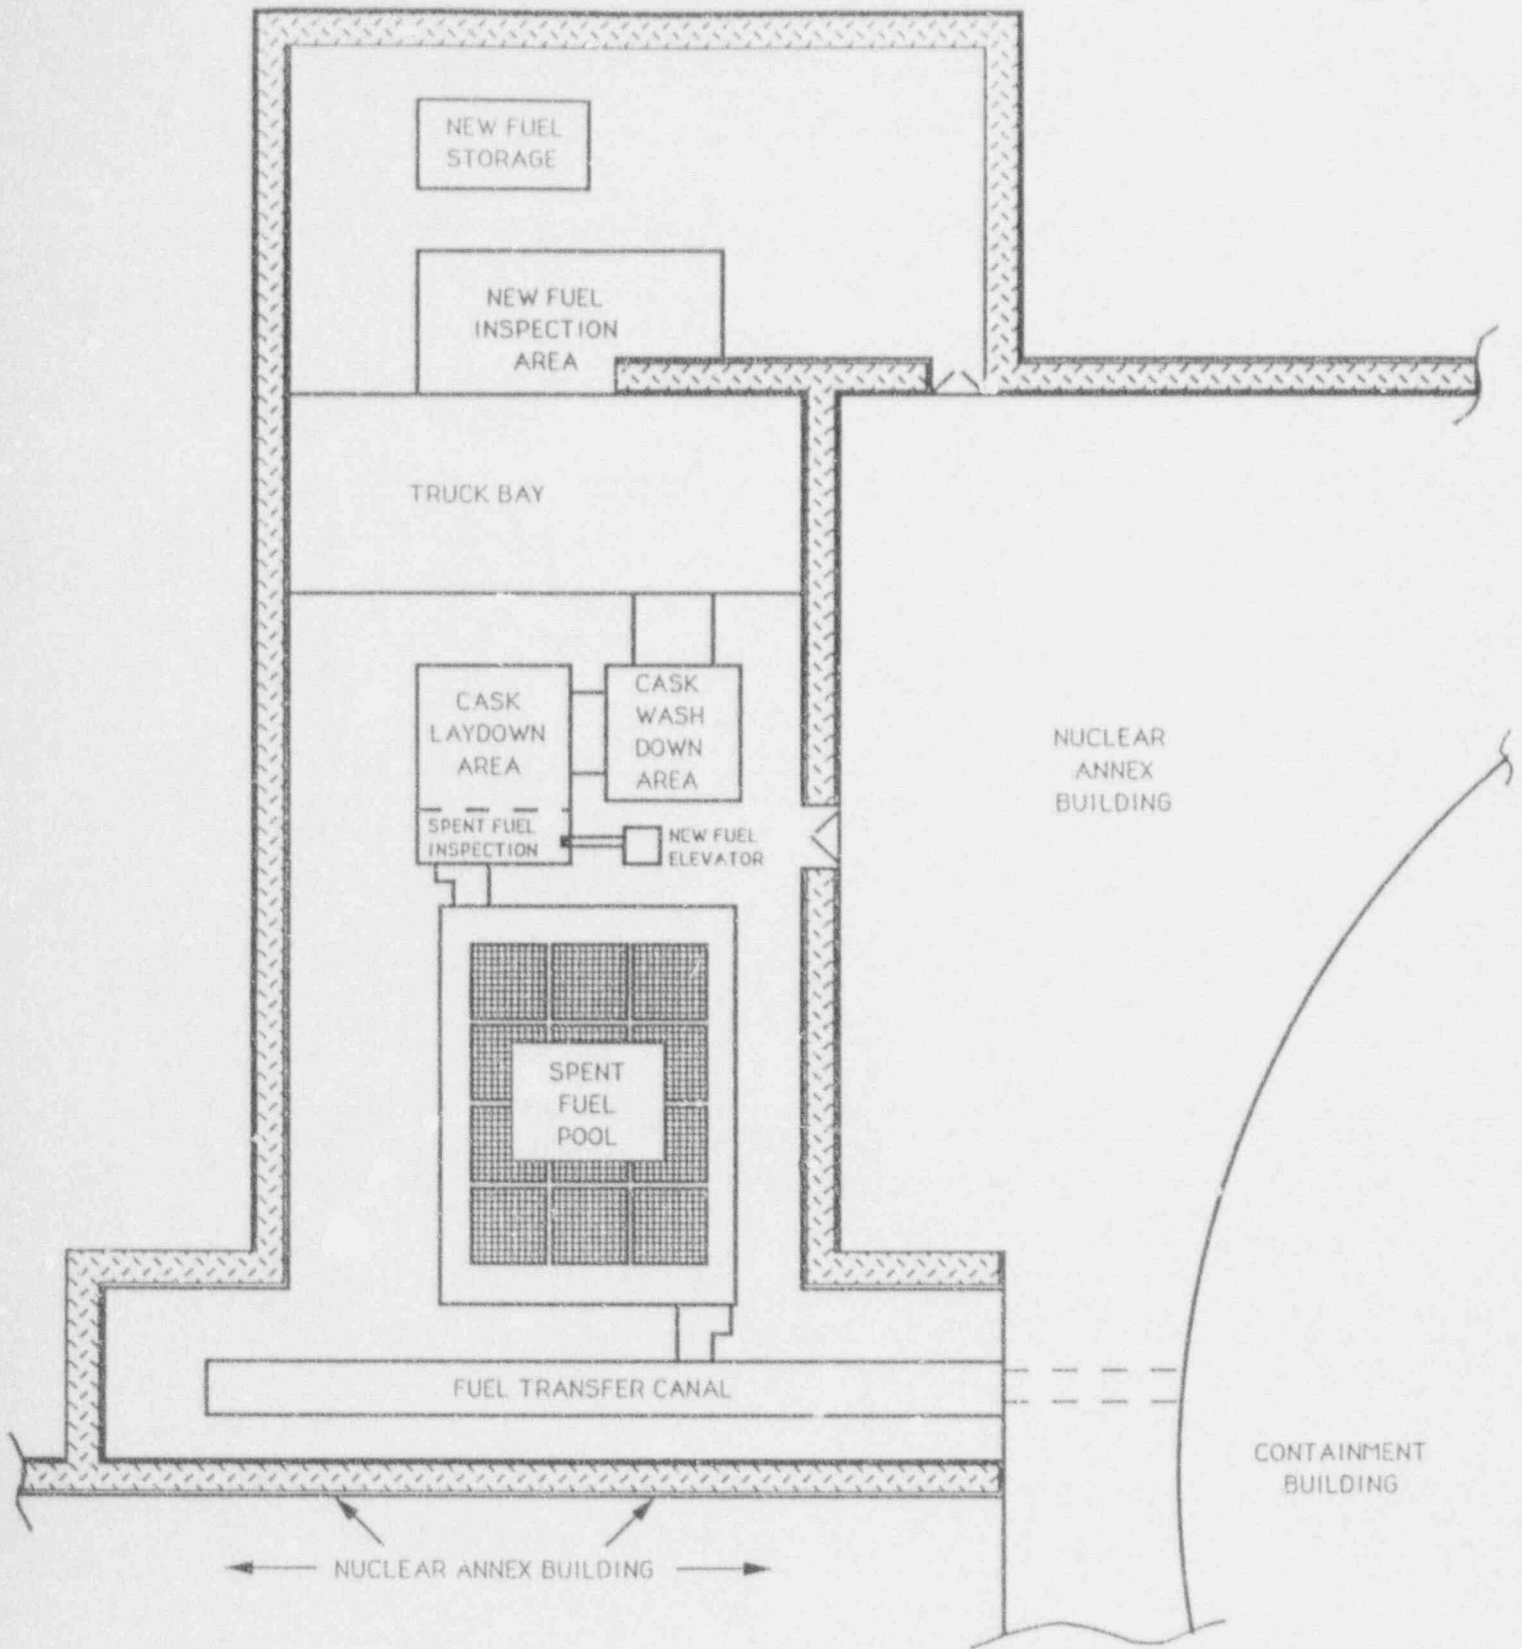 NEW FUEL
STORAGE
NEW FUEL
INSPECTION
AREA
TRUCK BAY
CASK
LAYDOWN
AREA
CASK
WASH
DOWN
AREA
SPENT FUEL
INSPECTION
NEW FUEL
ELEVATOR
NUCLEAR
ANNEX
BUILDING
SPENT
FUEL
POOL
FUEL TRANSFER CANAL
CONTAINMENT
BUILDING
NUCLEAR ANNEX BUILDING